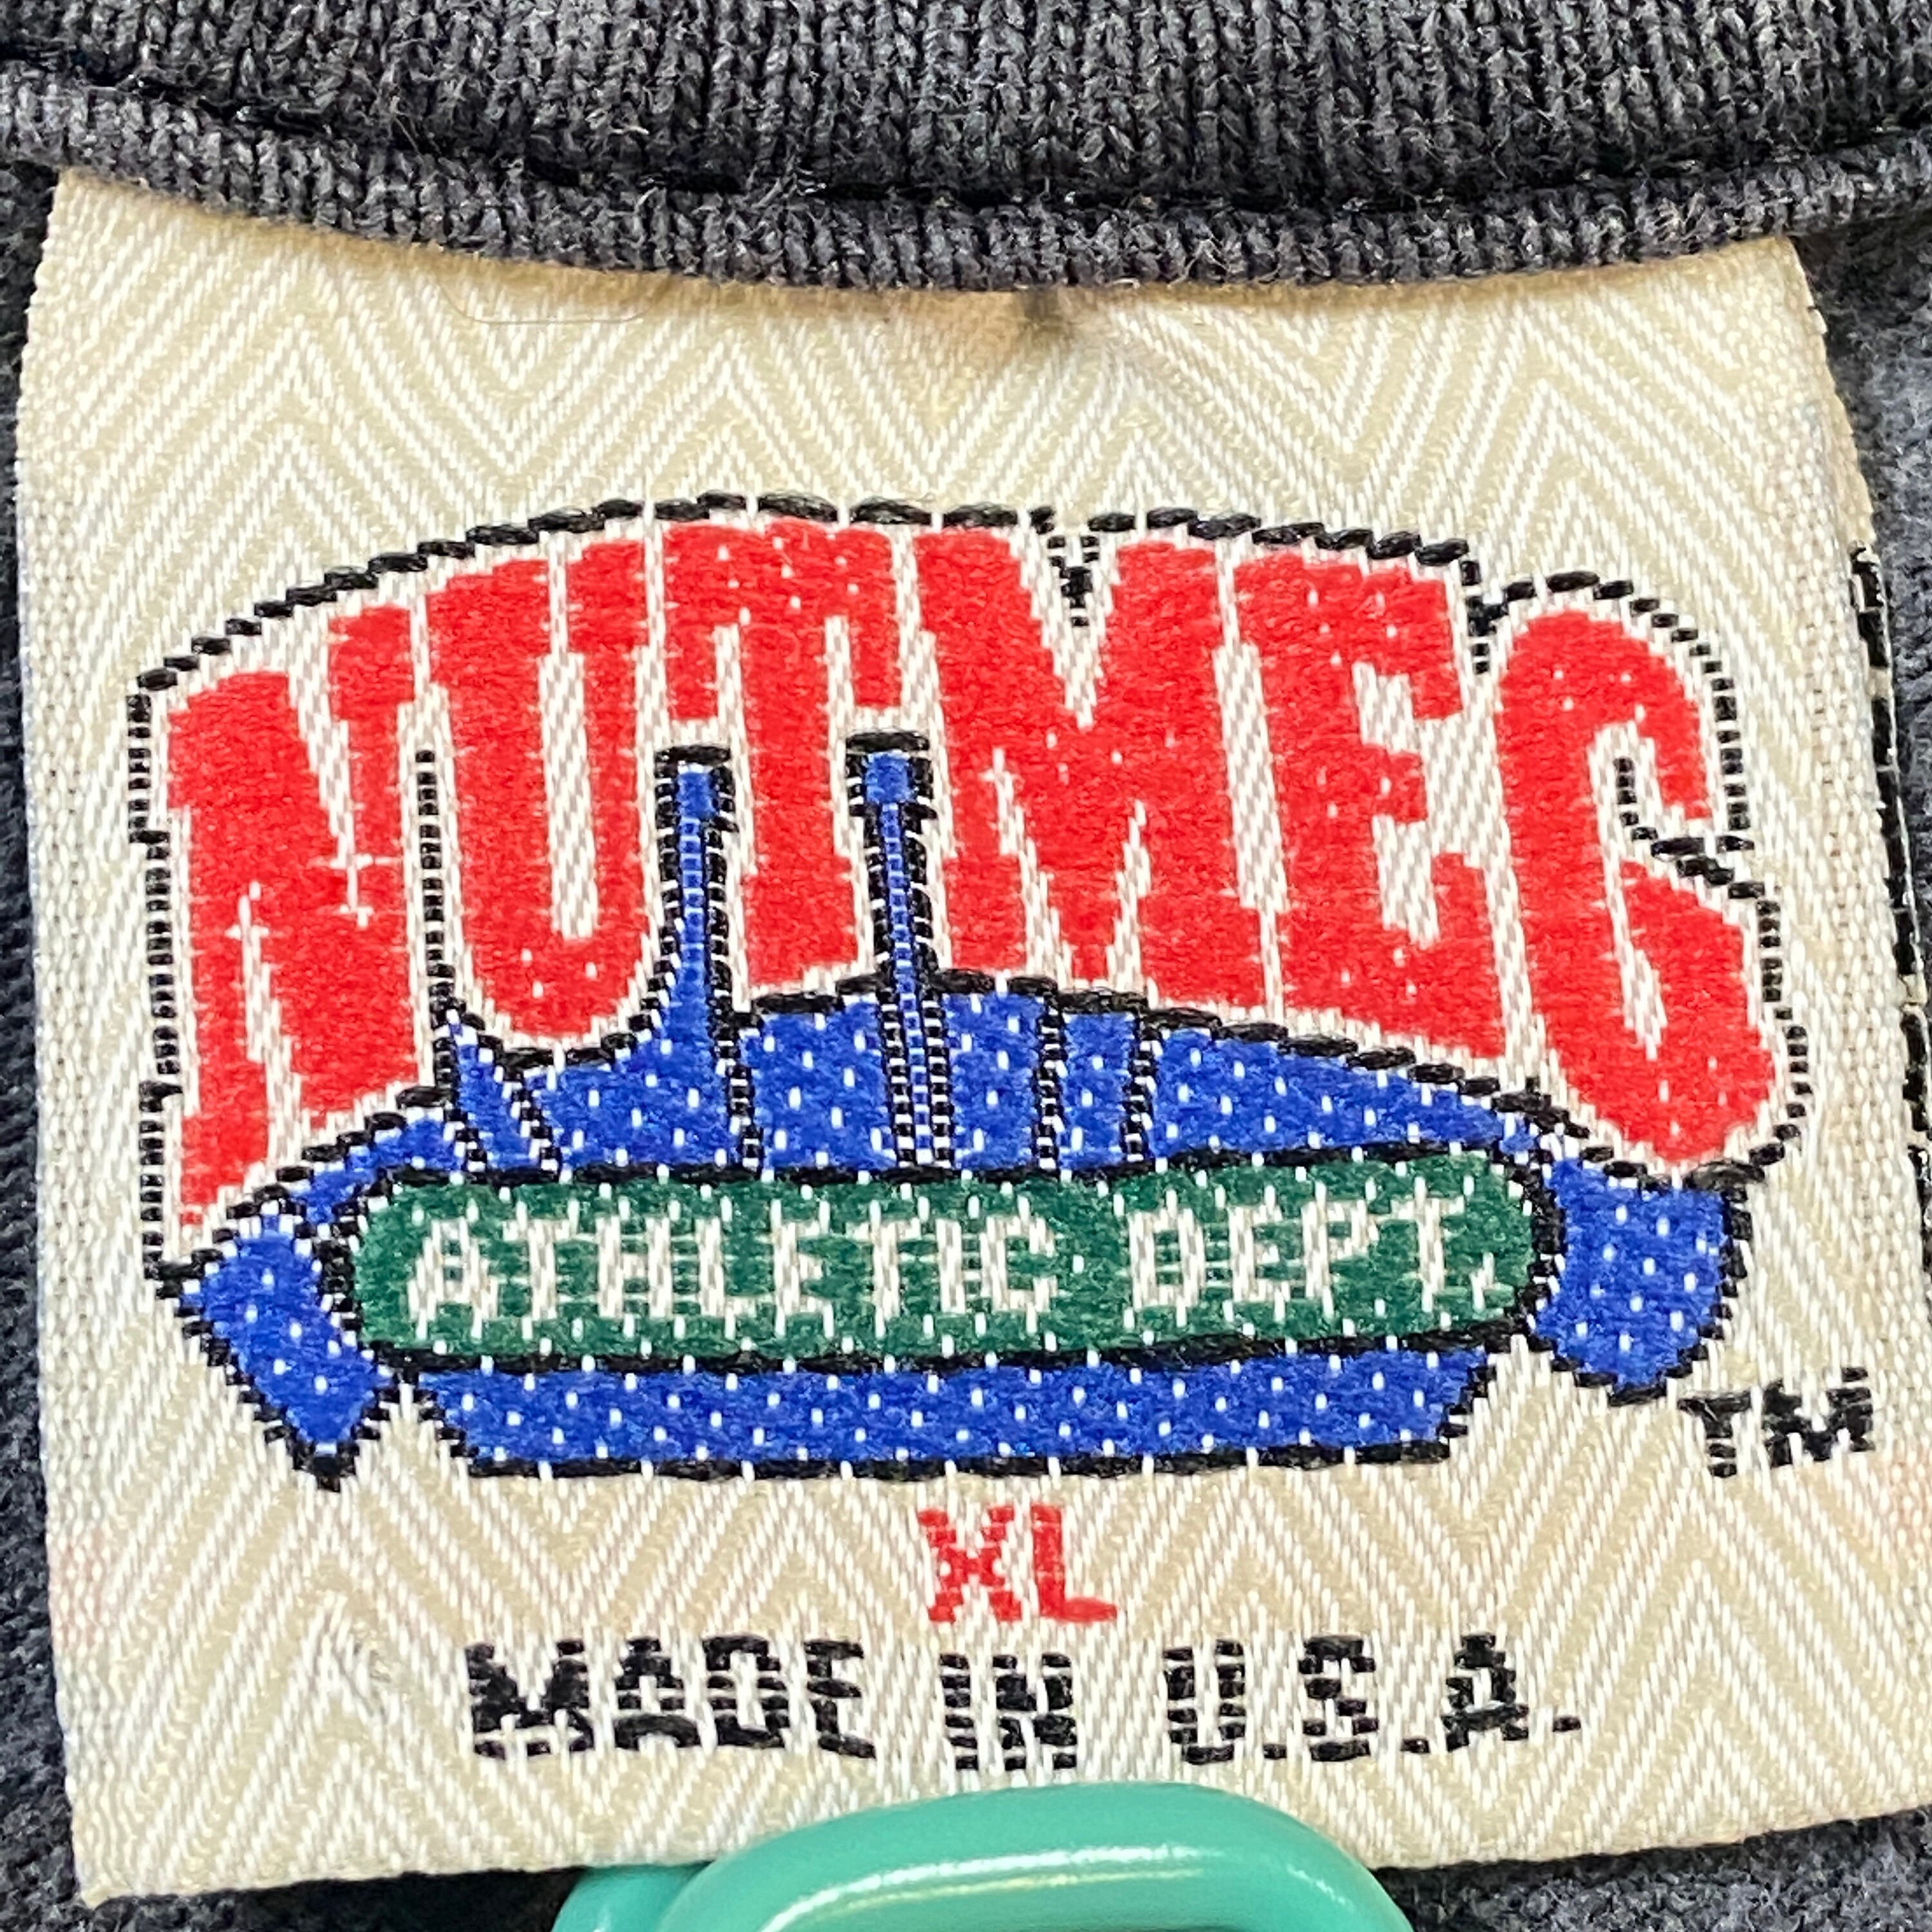 NUTMEG
ATHLETIC DEPT.
TM
XL
MADE IN U.S.A.